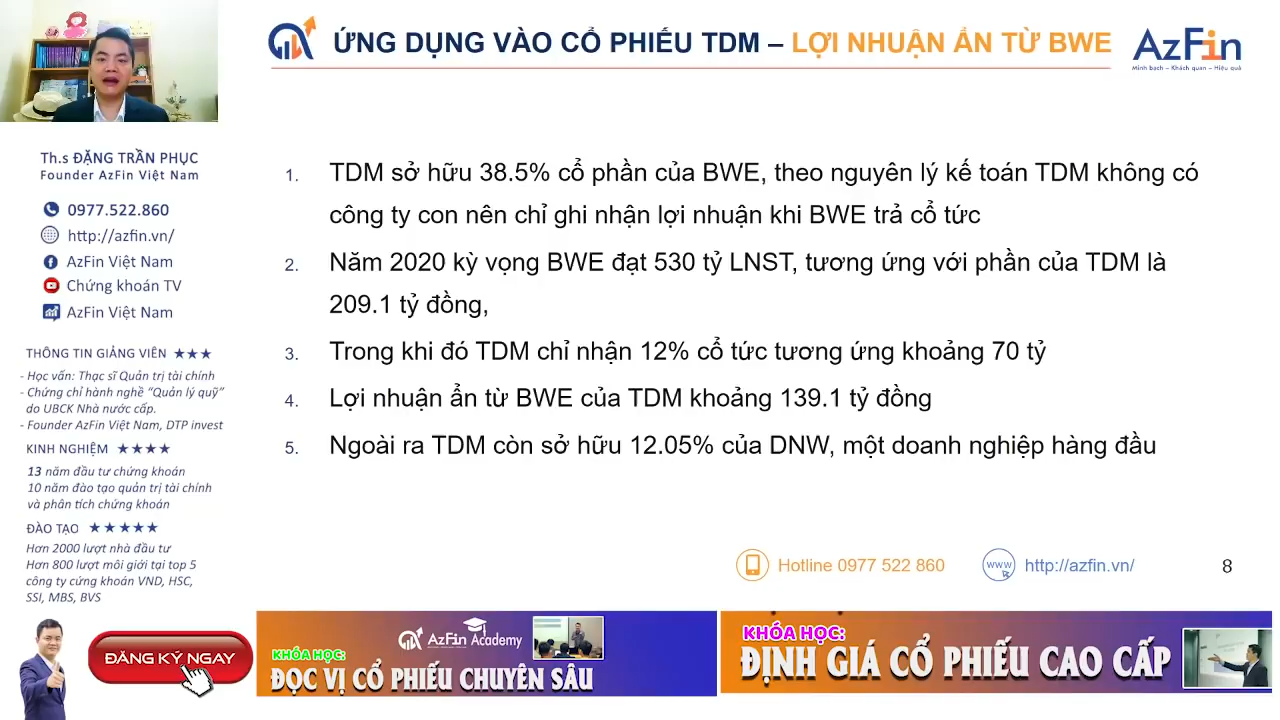 ỨNG DỤNG VÀO CỔ PHIẾU TDM – LỢI NHUẬN ẨN TỪ BWE
AzFin
Minh bạch – Khách quan – Hiệu quả
Th.s ĐẶNG TRẦN PHỤC
Founder AzFin Việt Nam
0977.522.860
http://azfin.vn/
AzFin Việt Nam
Chứng khoán TV
AzFin Việt Nam
THÔNG TIN GIẢNG VIÊN ★★★
- Học vấn: Thạc sĩ Quản trị tài chính
- Chứng chỉ hành nghề “Quản lý quỹ”
do UBCK Nhà nước cấp.
- Founder AzFin Việt Nam, DTP invest
KINH NGHIỆM ★★★★
13 năm đầu tư chứng khoán
10 năm đào tạo quản trị tài chính
và phân tích chứng khoán
ĐÀO TẠO ★★★★★
Hơn 2000 lượt nhà đầu tư
Hơn 800 lượt môi giới tại top 5
công ty cứng khoán VND, HSC,
SSI, MBS, BVS
1. TDM sở hữu 38.5% cổ phần của BWE, theo nguyên lý kế toán TDM không có
công ty con nên chỉ ghi nhận lợi nhuận khi BWE trả cổ tức
2. Năm 2020 kỳ vọng BWE đạt 530 tỷ LNST, tương ứng với phần của TDM là
209.1 tỷ đồng,
3. Trong khi đó TDM chỉ nhận 12% cổ tức tương ứng khoảng 70 tỷ
4. Lợi nhuận ẩn từ BWE của TDM khoảng 139.1 tỷ đồng
5. Ngoài ra TDM còn sở hữu 12.05% của DNW, một doanh nghiệp hàng đầu
Hotline 0977 522 860
www http://azfin.vn/
8
ĐĂNG KÝ NGAY
AzFin Academy
KHÓA HỌC:
ĐỌC VỊ CỔ PHIẾU CHUYÊN SÂU
KHÓA HỌC:
ĐỊNH GIÁ CỔ PHIẾU CAO CẤP